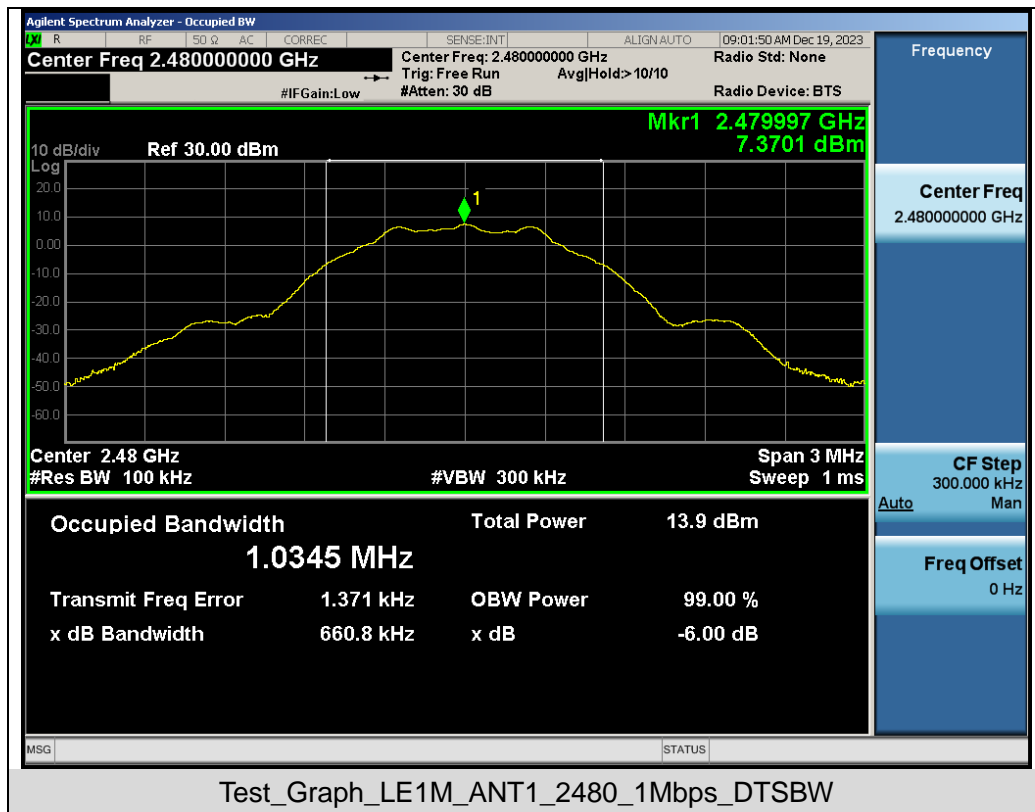 Agilent Spectrum Analyzer - Occupied BW
LXI R RF 50 Ω AC CORREC SENSE:INT ALIGN AUTO 09:01:50 AM Dec 19, 2023
Center Freq 2.480000000 GHz
Center Freq: 2.480000000 GHz
Radio Std: None
Trig: Free Run Avg|Hold:> 10/10
#IFGain:Low
#Atten: 30 dB
Radio Device: BTS
Frequency
Mkr1 2.479997 GHz
7.3701 dBm
10 dB/div Ref 30.00 dBm
Log
20.0
1
10.0
0.00
-10.0
-20.0
-30.0
-40.0
-50.0
-60.0
Center 2.48 GHz
Span 3 MHz
#Res BW 100 kHz
#VBW 300 kHz
Sweep 1 ms
Occupied Bandwidth
1.0345 MHz
Total Power 13.9 dBm
Transmit Freq Error 1.371 kHz
OBW Power 99.00 %
x dB Bandwidth 660.8 kHz
x dB -6.00 dB
Center Freq
2.480000000 GHz
CF Step
300.000 kHz
Auto Man
Freq Offset
0 Hz
MSG
STATUS
Test_Graph_LE1M_ANT1_2480_1Mbps_DTSBW